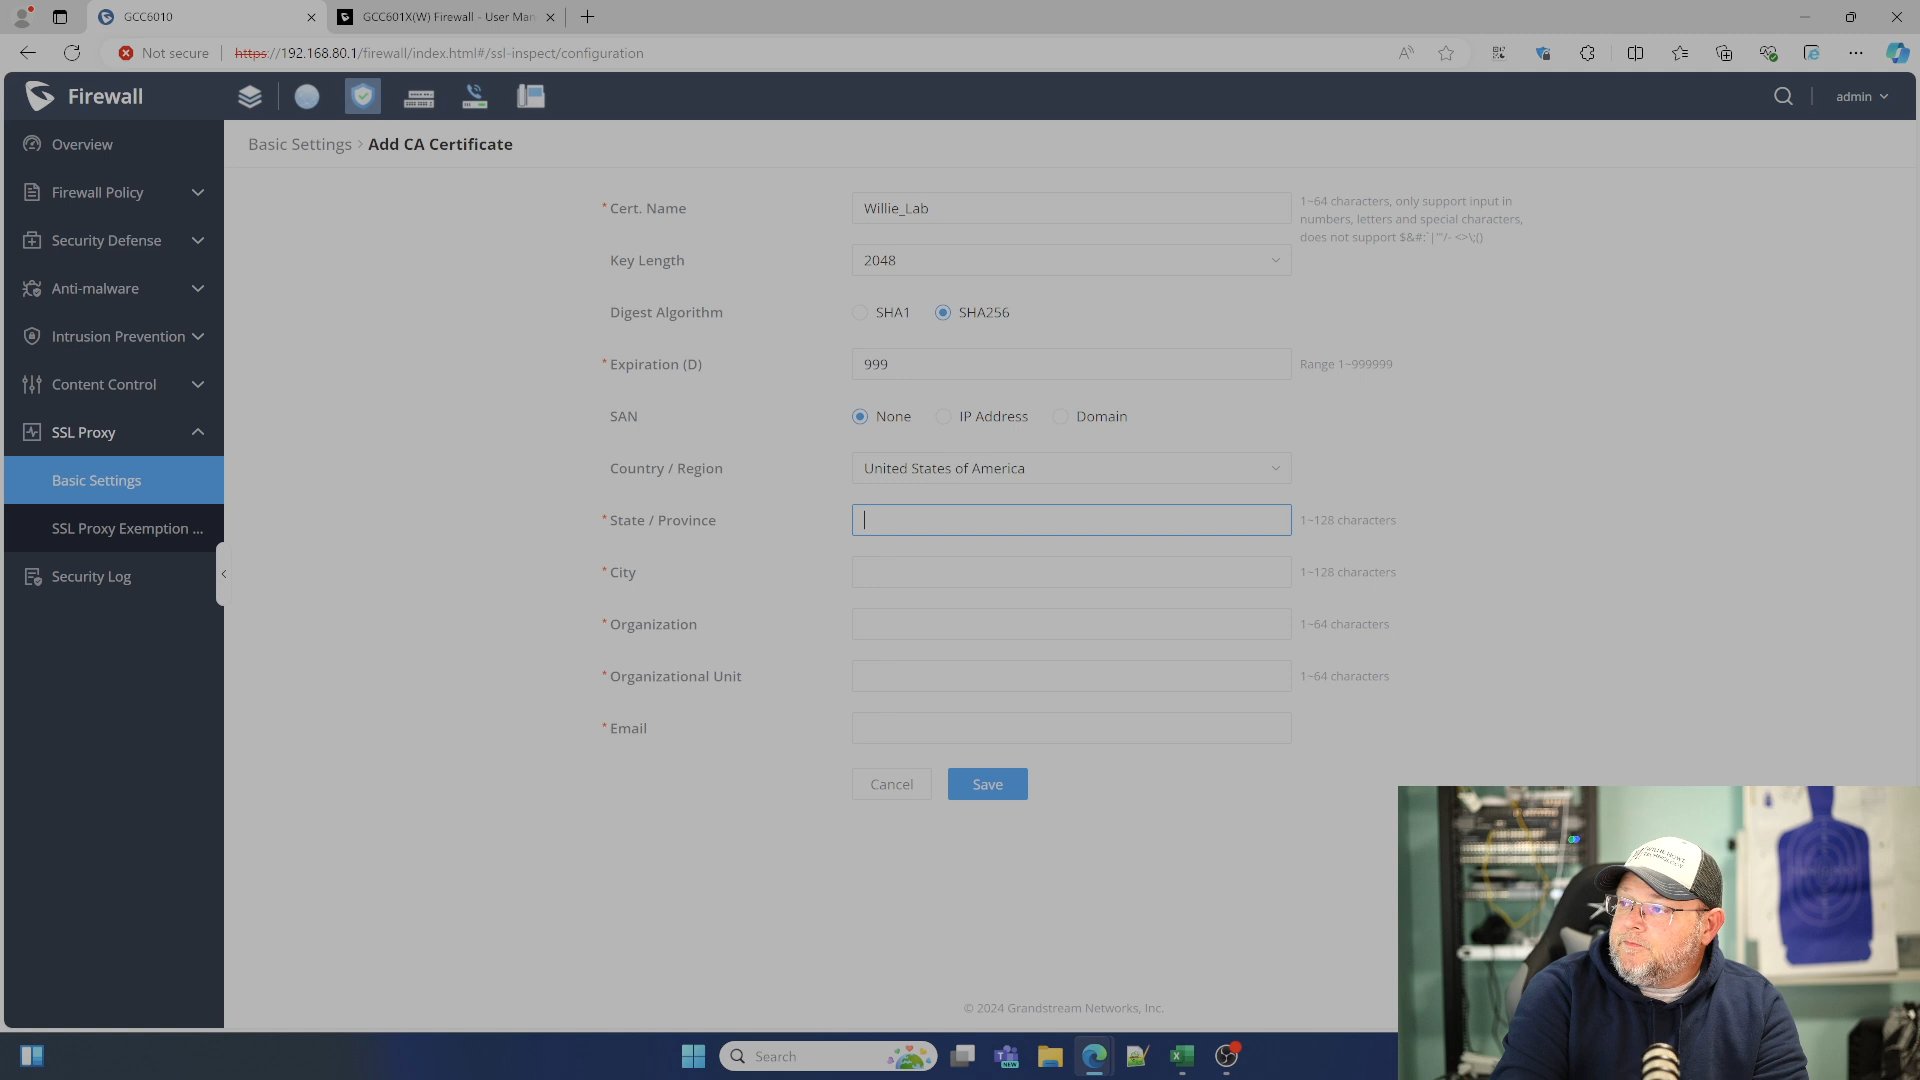 GCC6010
GCC601X(W) Firewall - User Man
Not secure
https://192.168.80.1/firewall/index.html#/ssl-inspect/configuration
Firewall
admin
Overview
Firewall Policy
Security Defense
Anti-malware
Intrusion Prevention
Content Control
SSL Proxy
Basic Settings
SSL Proxy Exemption ...
Security Log
Basic Settings > Add CA Certificate
* Cert. Name
Willie_Lab
1~64 characters, only support input in
numbers, letters and special characters,
does not support $&#:`|'"/- <>\;()
Key Length
2048
Digest Algorithm
SHA1 SHA256
* Expiration (D)
999
Range 1~999999
SAN
None IP Address Domain
Country / Region
United States of America
* State / Province
1~128 characters
* City
1~128 characters
* Organization
1~64 characters
* Organizational Unit
1~64 characters
* Email
Cancel Save
© 2024 Grandstream Networks, Inc.
Search
NEW